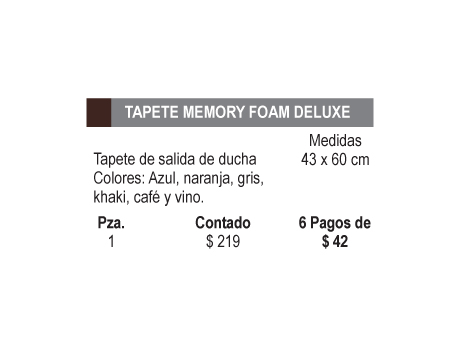 TAPETE MEMORY FOAM DELUXE
Medidas
Tapete de salida de ducha 43 x 60 cm
Colores: Azul, naranja, gris,
khaki, café y vino.
Pza. Contado 6 Pagos de
1 $ 219 $ 42